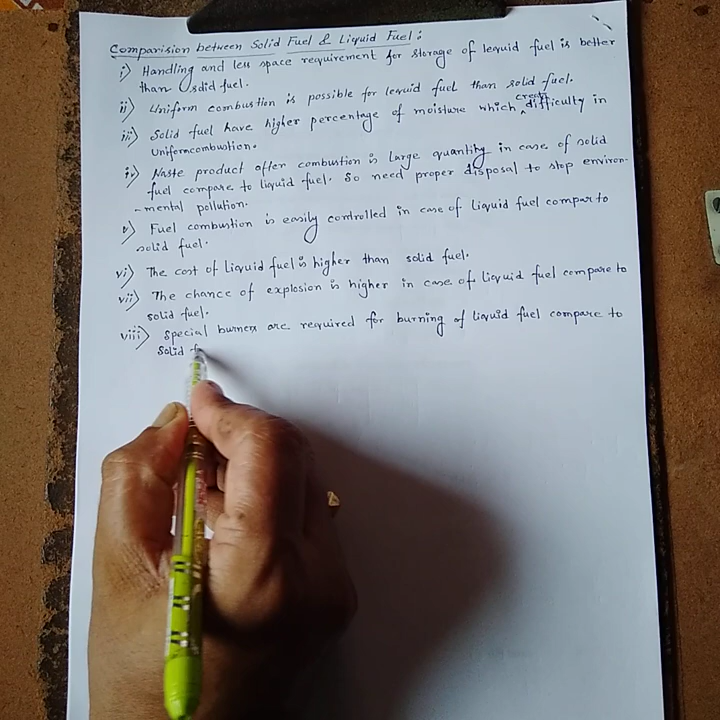 Comparision between Solid Fuel & Liquid Fuel:
i) Handling and less space requirement for storage of lequid fuel is better
than solid fuel.
ii) Uniform combustion is possible for lequid fuel than solid fuel.
iii) Solid fuel have higher percentage of moisture which create difficulty in
Uniformcombustion.
iv) Waste product after combustion is Large quantity in case of solid
fuel compare to liquid fuel. So need proper disposal to stop environ-
-mental pollution.
v) Fuel combustion is easily controlled in case of Liquid fuel compar to
solid fuel.
vi) The cost of Liquid fuel is higher than solid fuel.
vii) The chance of explosion is higher in case of liquid fuel compare to
solid fuel.
viii) Special burners are required for burning of liquid fuel compare to
Solid f